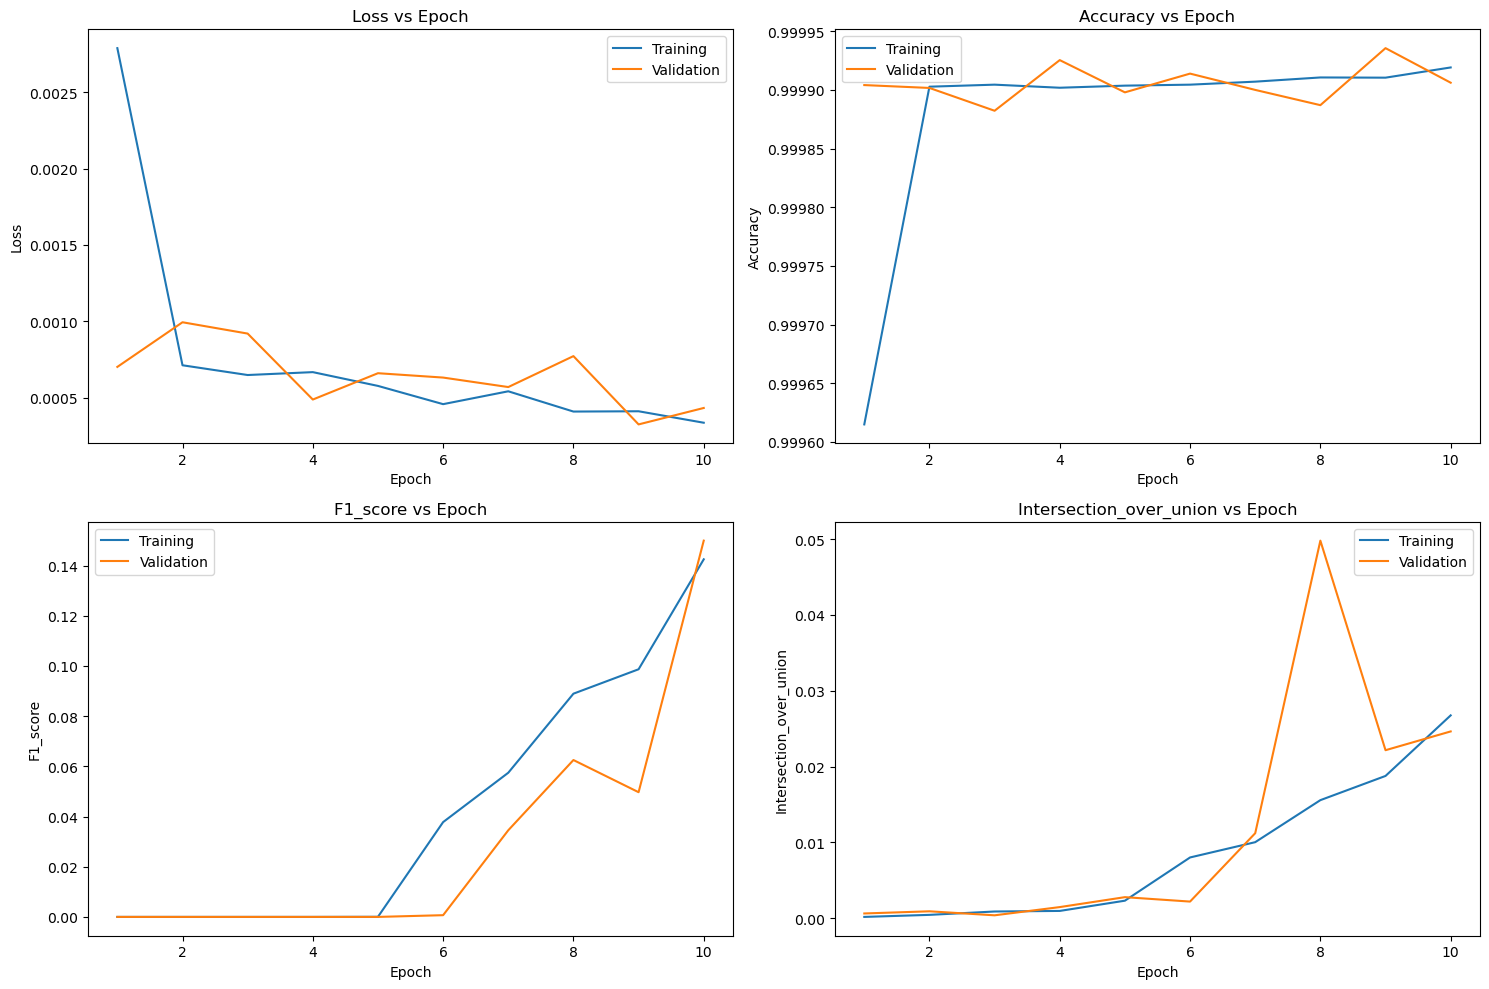 Loss vs Epoch
Training
Validation
0.0025
0.0020
0.0015
0.0010
0.0005
Loss
2
4
6
8
10
Epoch
Accuracy vs Epoch
Training
Validation
0.99995
0.99990
0.99985
0.99980
0.99975
0.99970
0.99965
0.99960
Accuracy
2
4
6
8
10
Epoch
F1_score vs Epoch
Training
Validation
0.14
0.12
0.10
0.08
0.06
0.04
0.02
0.00
F1_score
2
4
6
8
10
Epoch
Intersection_over_union vs Epoch
Training
Validation
0.05
0.04
0.03
0.02
0.01
0.00
Intersection_over_union
2
4
6
8
10
Epoch